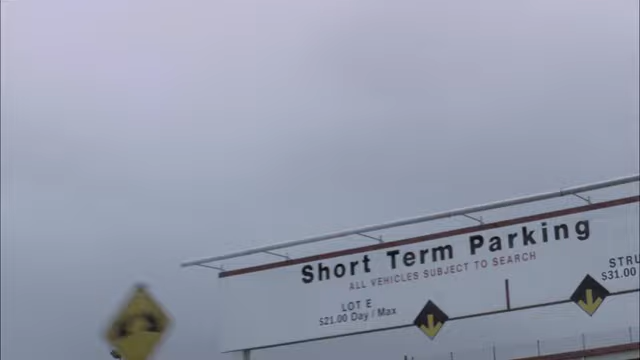 Short Term Parking
ALL VEHICLES SUBJECT TO SEARCH
LOT E
$21.00 Day / Max
STRU
$31.00